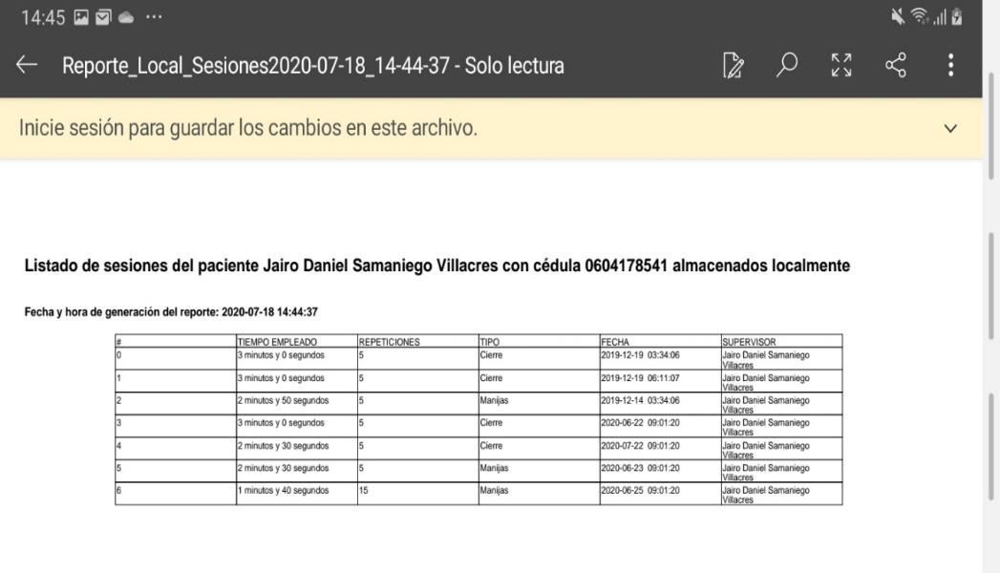 14:45
Reporte_Local_Sesiones2020-07-18_14-44-37 - Solo lectura
Inicie sesión para guardar los cambios en este archivo.
Listado de sesiones del paciente Jairo Daniel Samaniego Villacres con cédula 0604178541 almacenados localmente
Fecha y hora de generación del reporte: 2020-07-18 14:44:37
# TIEMPO EMPLEADO REPETICIONES TIPO FECHA SUPERVISOR
0 3 minutos y 0 segundos 5 Cierre 2019-12-19 03:34:06 Jairo Daniel Samaniego
Villacres
1 3 minutos y 0 segundos 5 Cierre 2019-12-19 06:11:07 Jairo Daniel Samaniego
Villacres
2 2 minutos y 50 segundos 5 Manijas 2019-12-14 03:34:06 Jairo Daniel Samaniego
Villacres
3 3 minutos y 0 segundos 5 Cierre 2020-06-22 09:01:20 Jairo Daniel Samaniego
Villacres
4 2 minutos y 30 segundos 5 Cierre 2020-07-22 09:01:20 Jairo Daniel Samaniego
Villacres
5 2 minutos y 30 segundos 5 Manijas 2020-06-23 09:01:20 Jairo Daniel Samaniego
Villacres
6 1 minutos y 40 segundos 15 Manijas 2020-06-25 09:01:20 Jairo Daniel Samaniego
Villacres